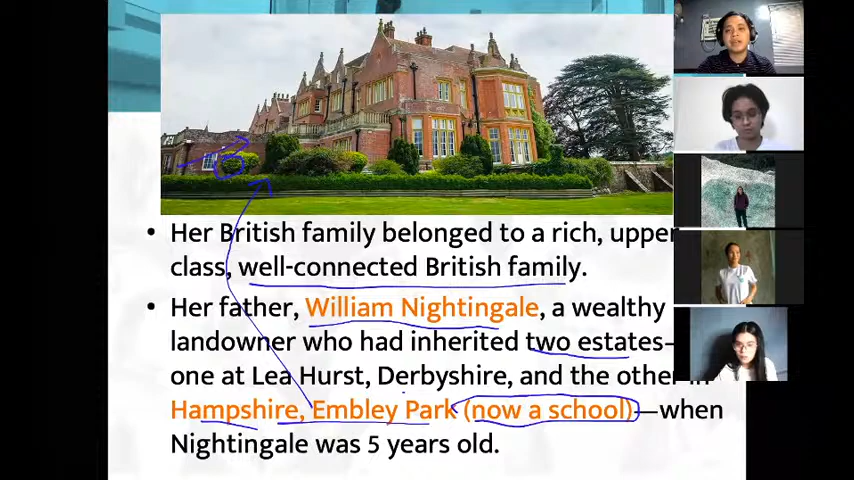 • Her British family belonged to a rich, upper
class, well-connected British family.
• Her father, William Nightingale, a wealthy
landowner who had inherited two estates—
one at Lea Hurst, Derbyshire, and the other in
Hampshire, Embley Park (now a school)—when
Nightingale was 5 years old.